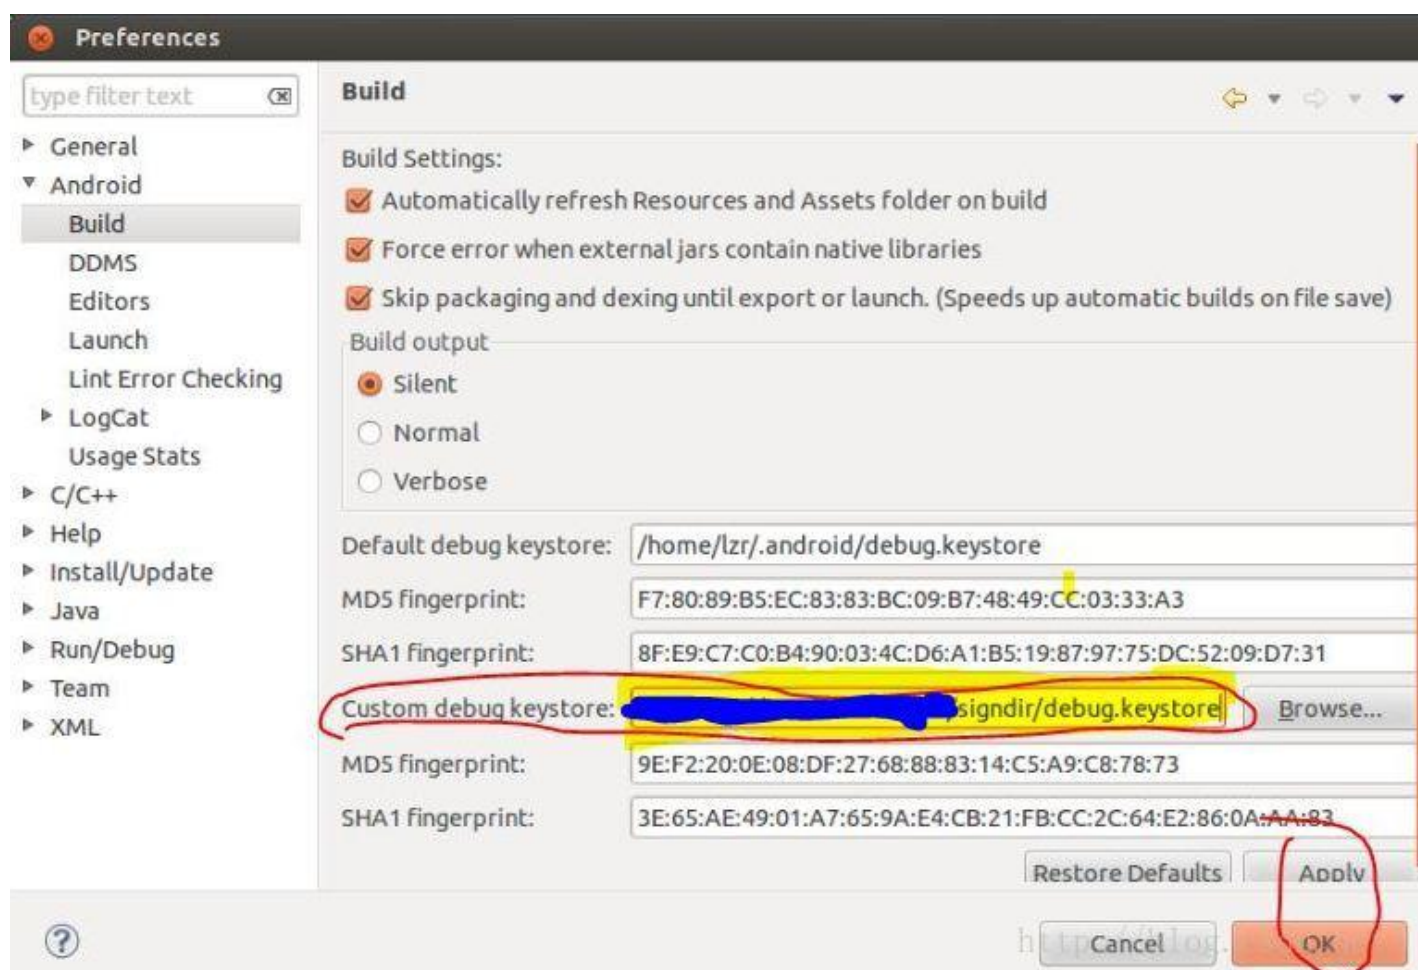 Preferences
type filter text
General
Android
Build
DDMS
Editors
Launch
Lint Error Checking
LogCat
Usage Stats
C/C++
Help
Install/Update
Java
Run/Debug
Team
XML
Build
Build Settings:
Automatically refresh Resources and Assets folder on build
Force error when external jars contain native libraries
Skip packaging and dexing until export or launch. (Speeds up automatic builds on file save)
Build output
Silent
Normal
Verbose
Default debug keystore: /home/lzr/.android/debug.keystore
MD5 fingerprint: F7:80:89:B5:EC:83:83:BC:09:B7:48:49:CC:03:33:A3
SHA1 fingerprint: 8F:E9:C7:C0:B4:90:03:4C:D6:A1:B5:19:87:97:75:DC:52:09:D7:31
Custom debug keystore: /signdir/debug.keystore Browse...
MD5 fingerprint: 9E:F2:20:0E:08:DF:27:68:88:83:14:C5:A9:C8:78:73
SHA1 fingerprint: 3E:65:AE:49:01:A7:65:9A:E4:CB:21:FB:CC:2C:64:E2:86:0A:AA:83
Restore Defaults Apply
Cancel OK